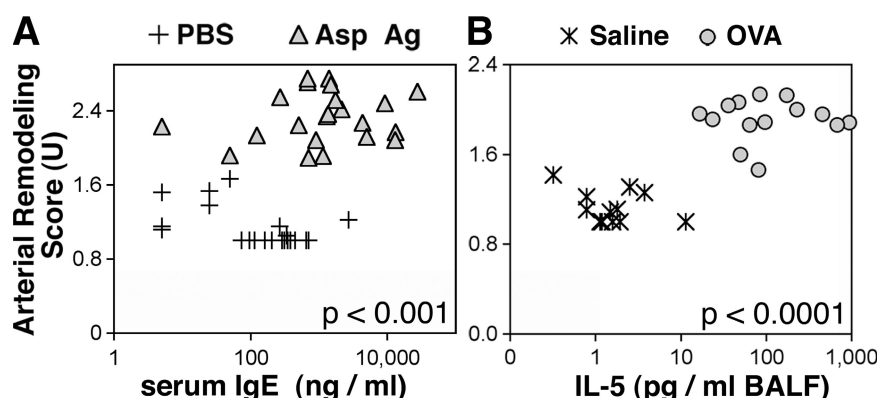 A
PBS
Asp Ag
Arterial Remodeling
Score (U)
2.4
1.6
0.8
0
p < 0.001
1
100
10,000
serum IgE (ng / ml)
B
Saline
OVA
2.4
1.6
0.8
0.0
p < 0.0001
0
1
10
100
1,000
IL-5 (pg / ml BALF)